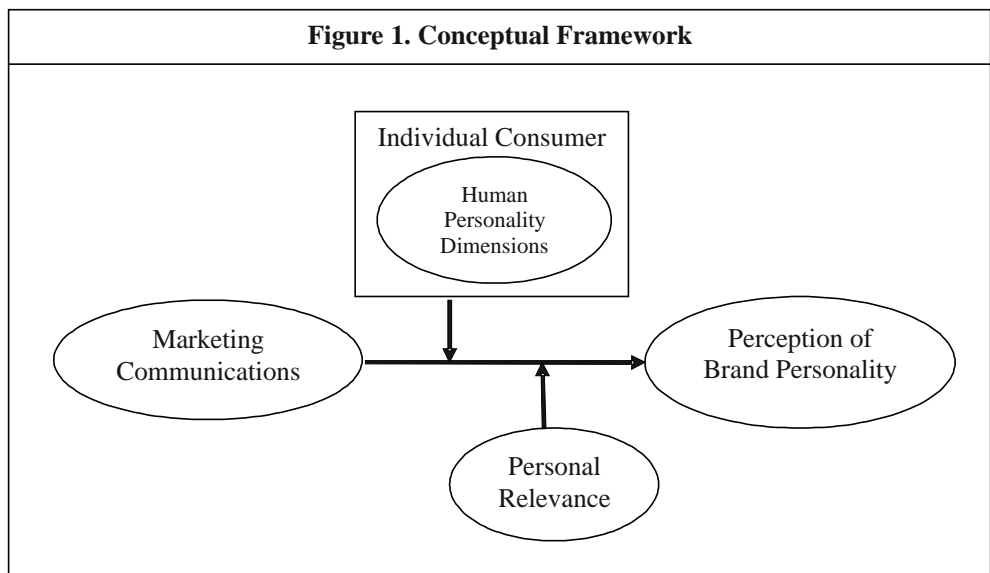 Figure 1. Conceptual Framework
Individual Consumer
Human
Personality
Dimensions
Marketing
Communications
Perception of
Brand Personality
Personal
Relevance